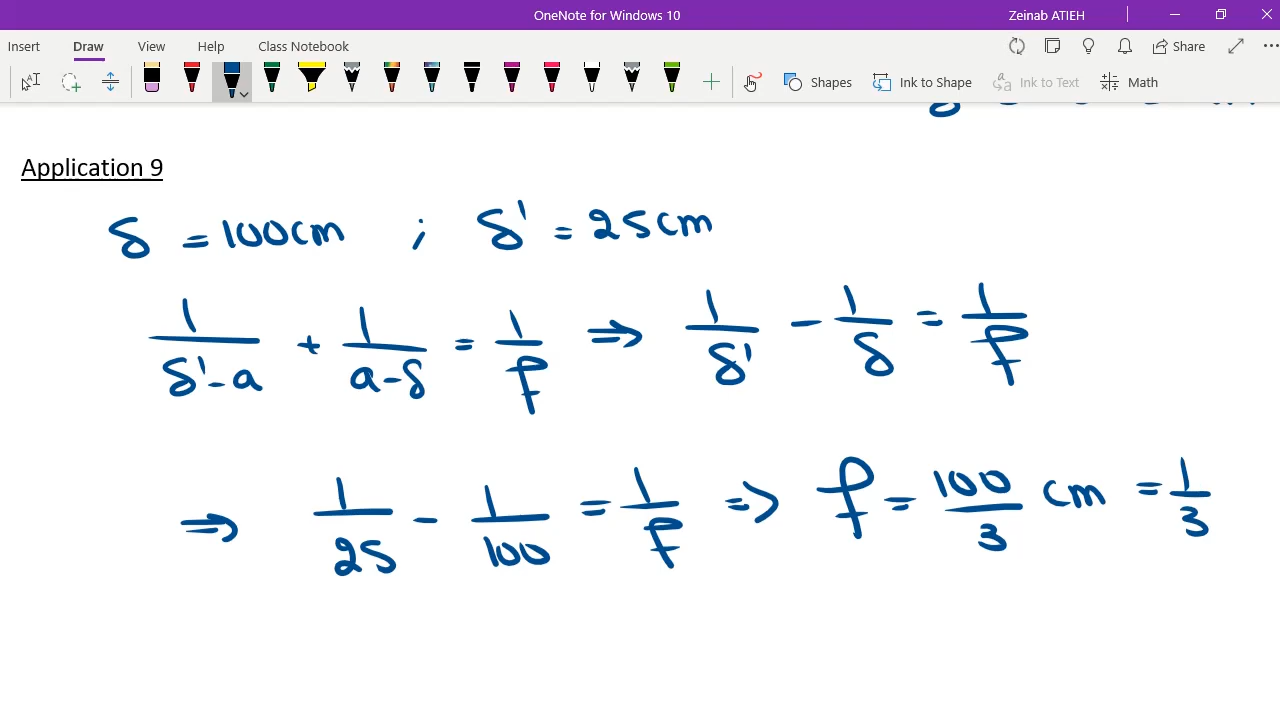 OneNote for Windows 10 Zeinab ATIEH
Insert Draw View Help Class Notebook Share
Shapes Ink to Shape Ink to Text Math
Application 9
δ = 100cm ; δ' = 25cm
1/(δ'-a) + 1/(a-δ) = 1/f ⇒ 1/δ' - 1/δ = 1/f
⇒ 1/25 - 1/100 = 1/f ⇒ f = 100/3 cm = 1/3